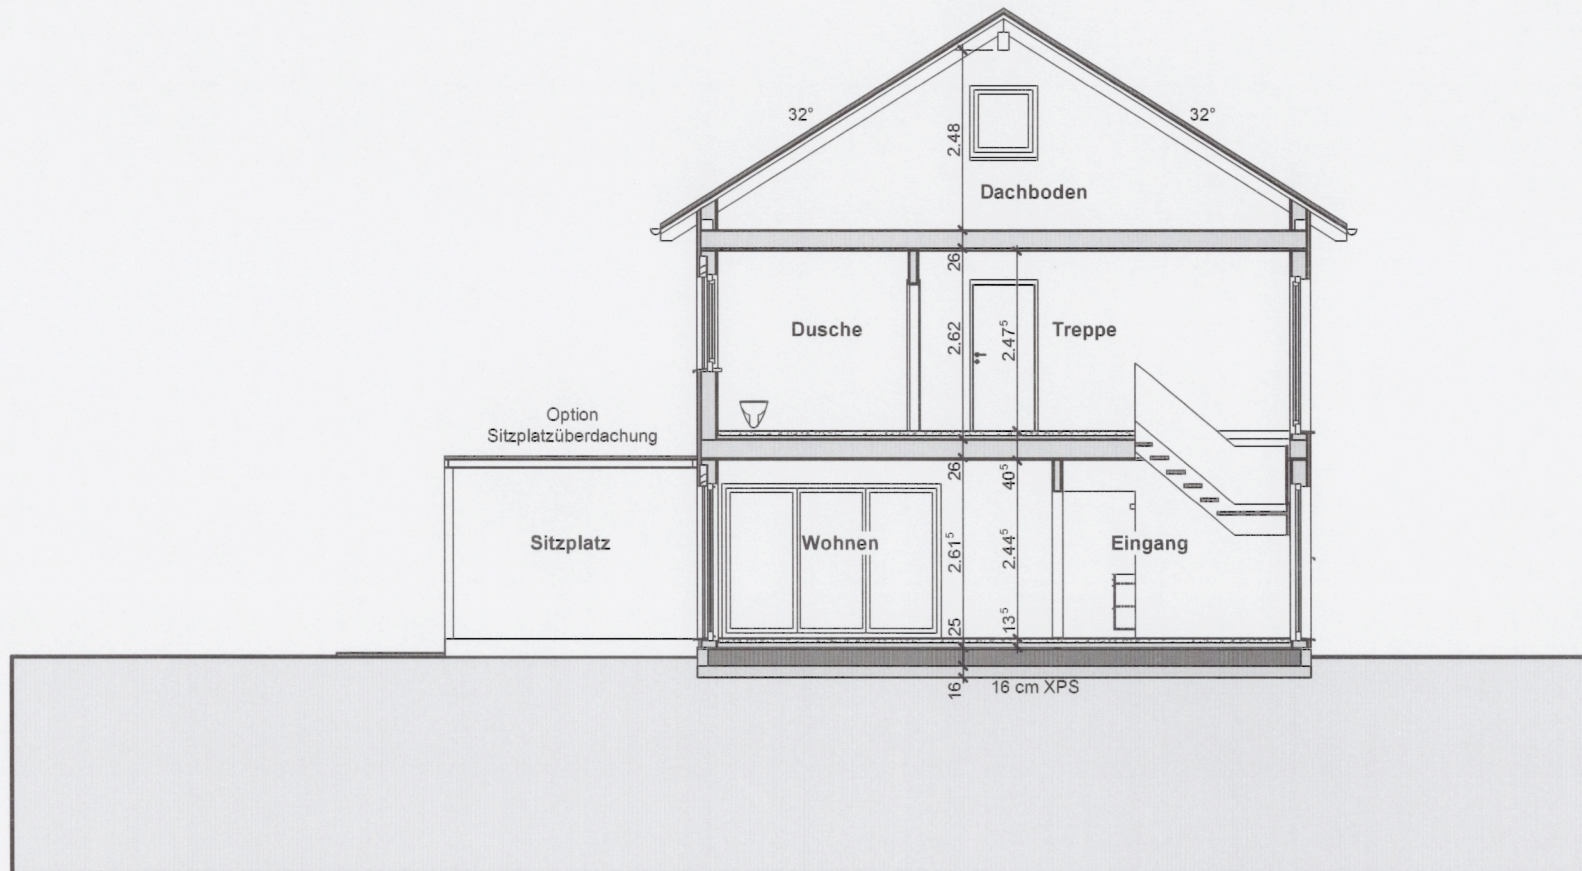 32°
32°
2.48
Dachboden
26
Dusche
2.62
2.47⁵
Treppe
Option
Sitzplatzüberdachung
26
40⁵
Sitzplatz
Wohnen
2.61⁵
2.44⁵
Eingang
25
13⁵
16
16 cm XPS